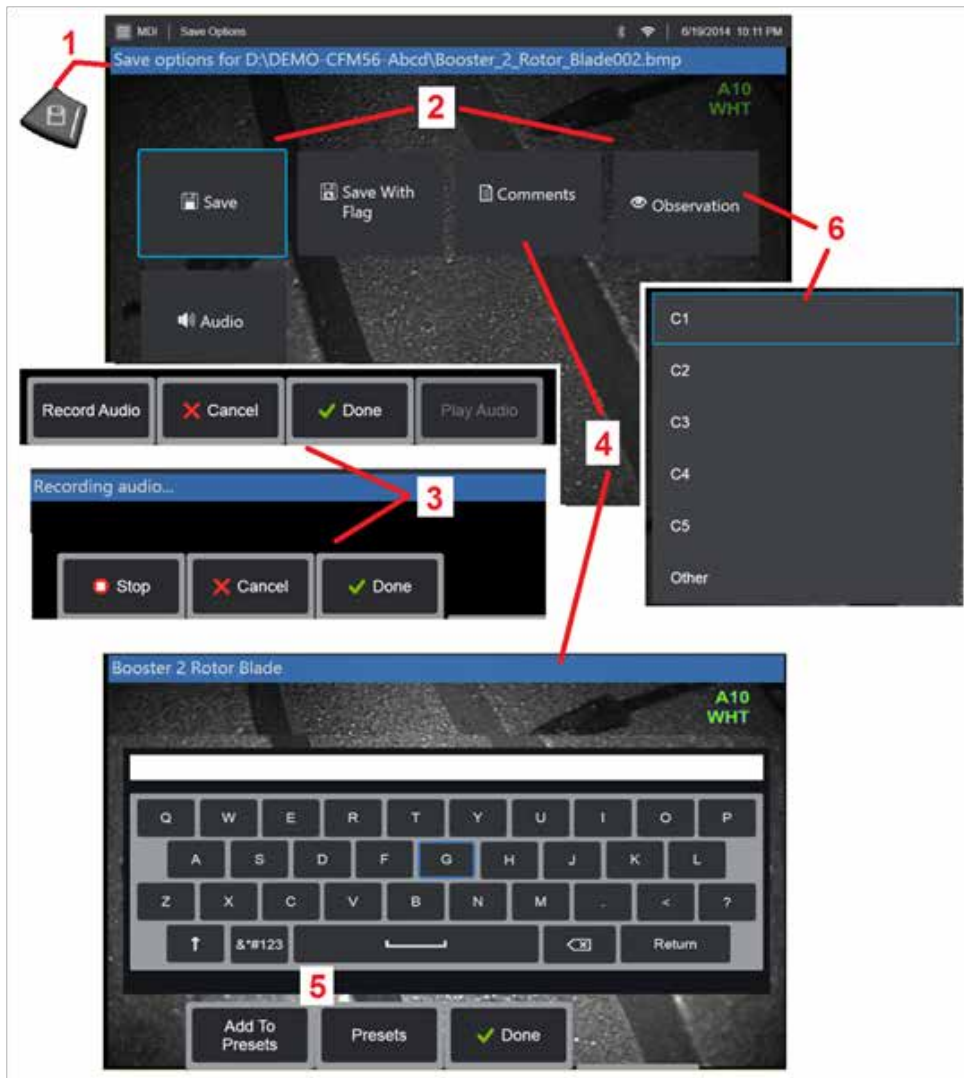 1
MDI | Save Options
6/19/2014 10:11 PM
Save options for D:\DEMO-CFM56-Abcd\Booster_2_Rotor_Blade002.bmp
A10
WHT
2
Save
Save With
Flag
Comments
Observation
6
Audio
C1
C2
C3
C4
C5
Other
Record Audio
Cancel
Done
Play Audio
4
Recording audio...
3
Stop
Cancel
Done
Booster 2 Rotor Blade
A10
WHT
Q W E R T Y U I O P
A S D F G H J K L
Z X C V B N M . < ?
↑ &*#123 Return
5
Add To
Presets
Presets
Done